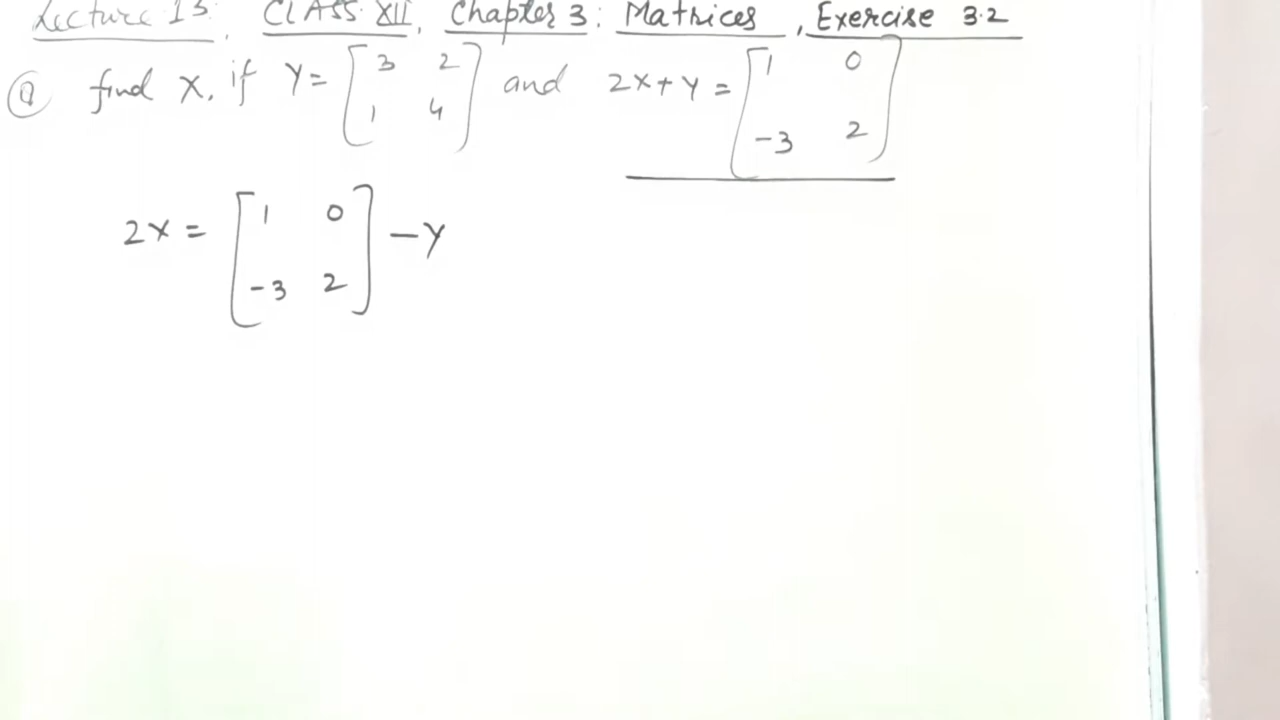 Lecture 13, CLASS XII, Chapter 3: Matrices, Exercise 3.2
Q find X, if Y = [3 2 and 2X+Y = [1 0
1 4] -3 2]
2X = [1 0 - Y
-3 2]